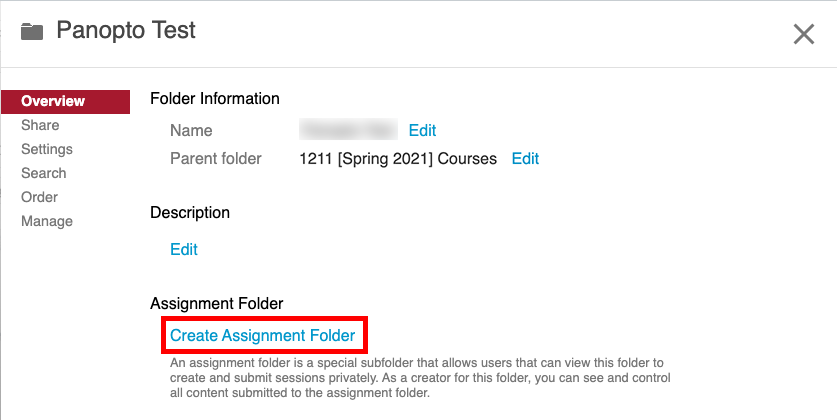 Panopto Test
Overview
Share
Settings
Search
Order
Manage
Folder Information
Name Edit
Parent folder 1211 [Spring 2021] Courses Edit
Description
Edit
Assignment Folder
Create Assignment Folder
An assignment folder is a special subfolder that allows users that can view this folder to
create and submit sessions privately. As a creator for this folder, you can see and control
all content submitted to the assignment folder.